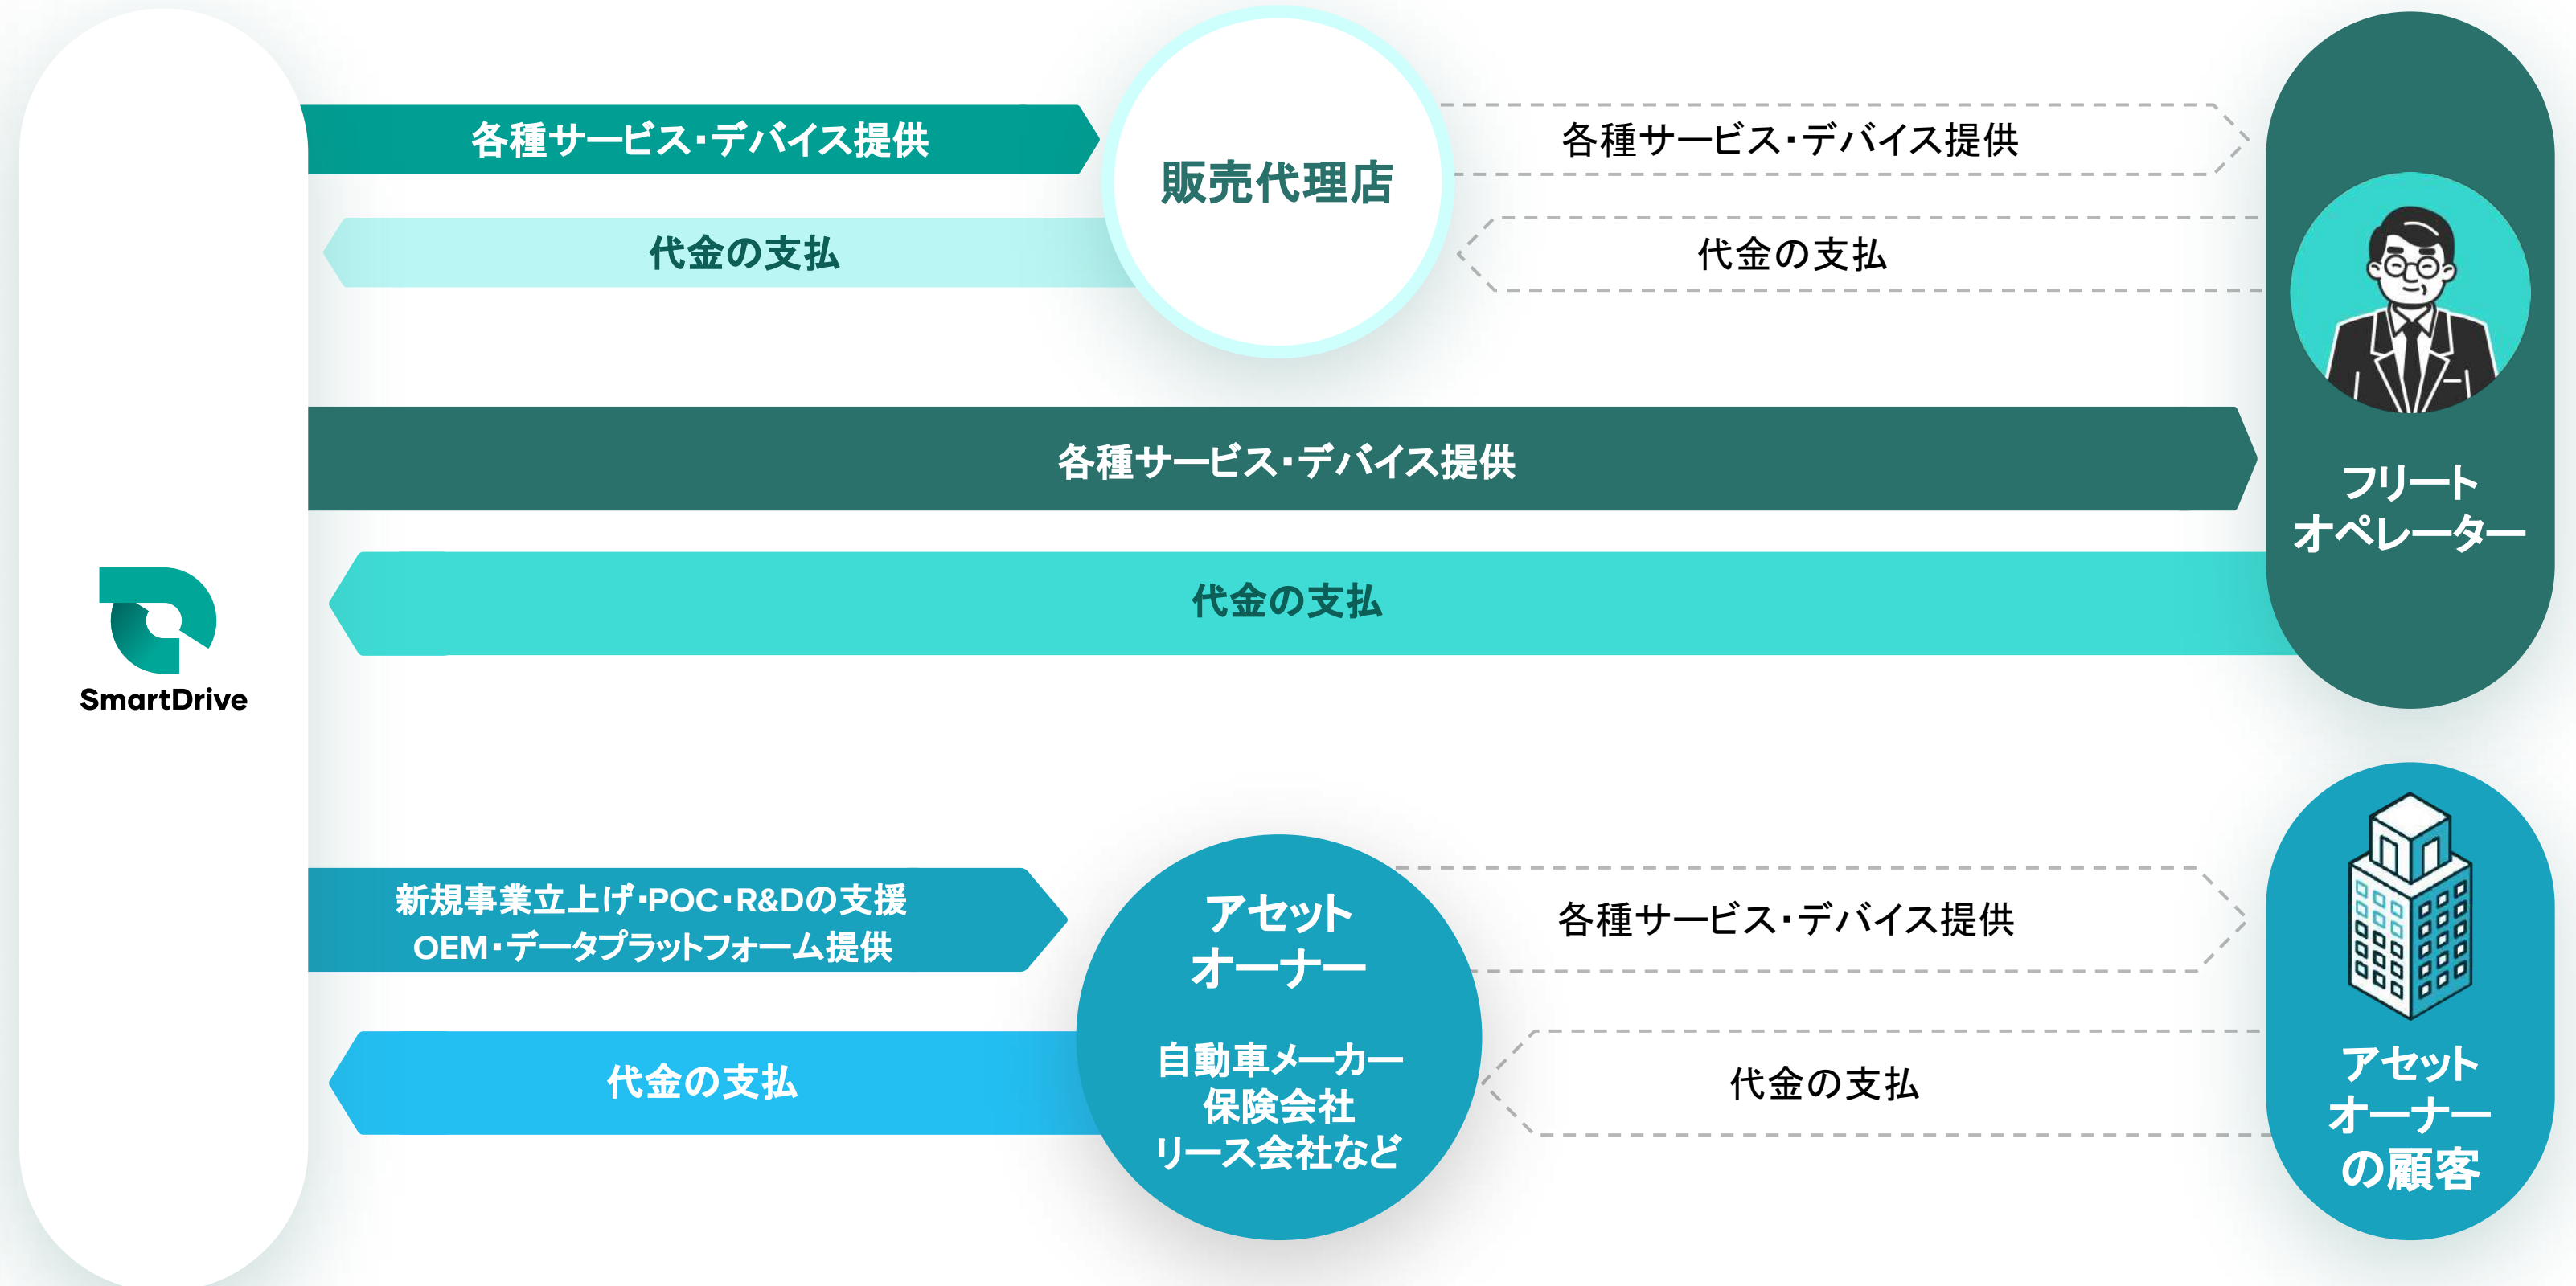 各種サービス・デバイス提供
各種サービス・デバイス提供
販売代理店
代金の支払
代金の支払
各種サービス・デバイス提供
フリート
オペレーター
代金の支払
SmartDrive
新規事業立上げ・POC・R&Dの支援
OEM・データプラットフォーム提供
アセット
オーナー
各種サービス・デバイス提供
自動車メーカー
保険会社
リース会社など
代金の支払
代金の支払
アセット
オーナー
の顧客